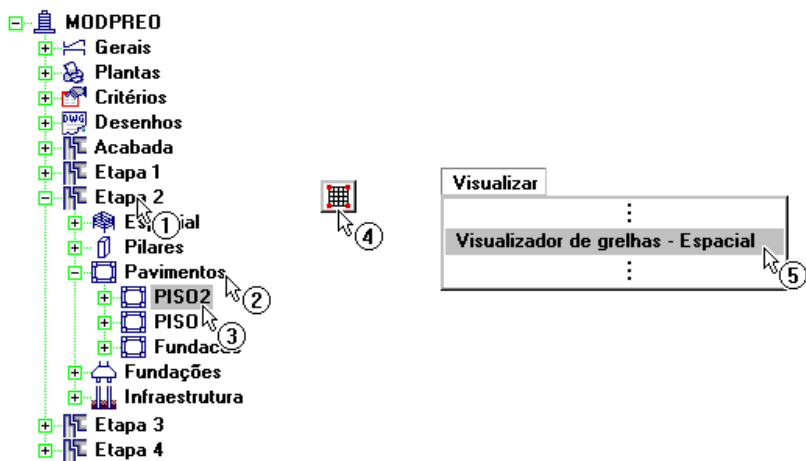 MODPREO
Gerais
Plantas
Critérios
DWG
Desenhos
Acabada
Etapa 1
Etapa 2
1
Pilares
Pavimentos
2
PISO2
3
PISO
Fundações
Infraestrutura
Etapa 3
Etapa 4
4
Visualizar
Visualizador de grelhas - Espacial
5